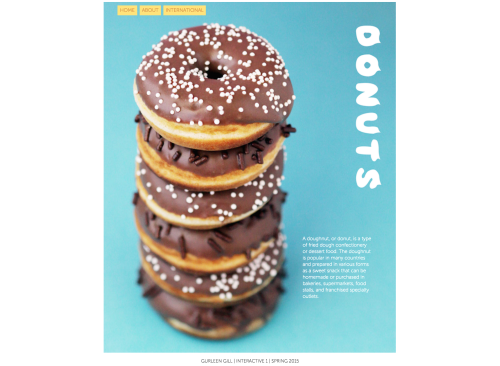 HOME ABOUT INTERNATIONAL
DONUTS
A doughnut, or donut, is a type
of fried dough confectionery
or dessert food. The doughnut
is popular in many countries
and prepared in various forms
as a sweet snack that can be
homemade or purchased in
bakeries, supermarkets, food
stalls, and franchised specialty
outlets.
GURLEEN GILL | INTERACTIVE I | SPRING 2015